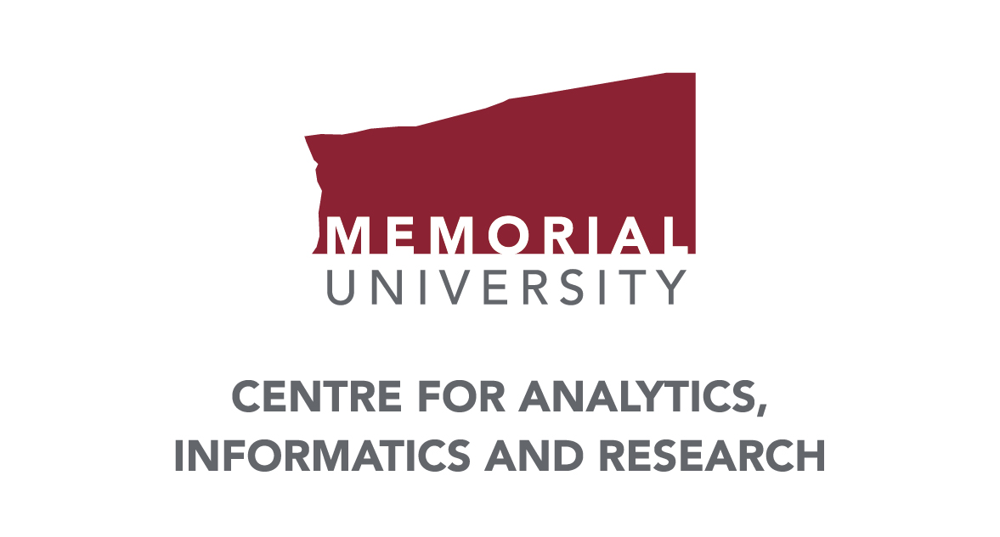 MEMORIAL
UNIVERSITY
CENTRE FOR ANALYTICS,
INFORMATICS AND RESEARCH